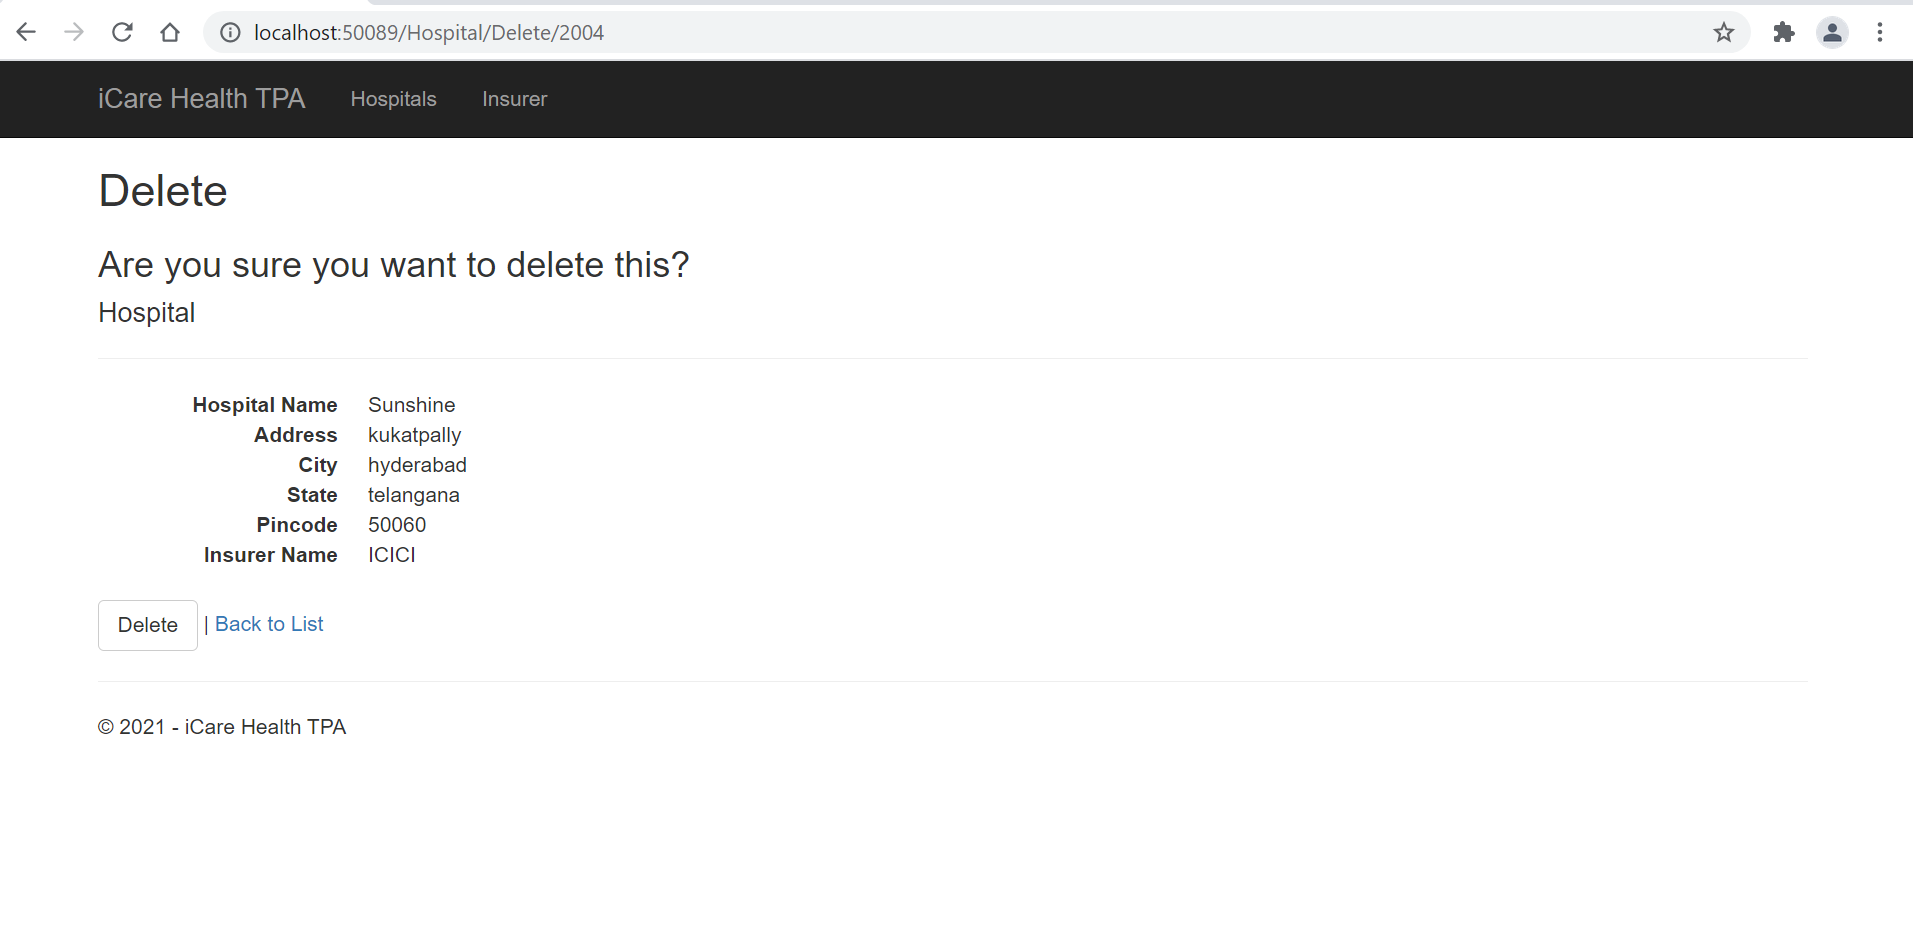 localhost:50089/Hospital/Delete/2004
iCare Health TPA Hospitals Insurer
Delete
Are you sure you want to delete this?
Hospital
Hospital Name Sunshine
Address kukatpally
City hyderabad
State telangana
Pincode 50060
Insurer Name ICICI
Delete | Back to List
© 2021 - iCare Health TPA